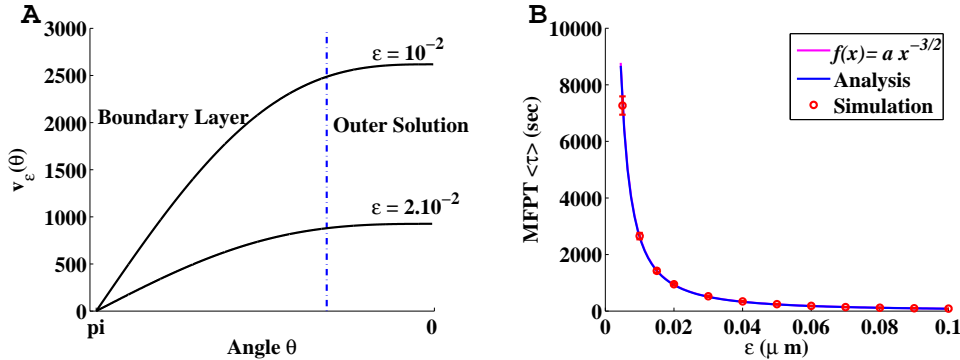 A
3000
2500
2000
1500
1000
500
0
v_ε(θ)
ε = 10⁻²
Boundary Layer
Outer Solution
ε = 2.10⁻²
pi
0
Angle θ
B
10000
8000
6000
4000
2000
0
MFPT <τ> (sec)
f(x)= a x⁻³/²
Analysis
Simulation
0
0.02
0.04
0.06
0.08
0.1
ε (μ m)